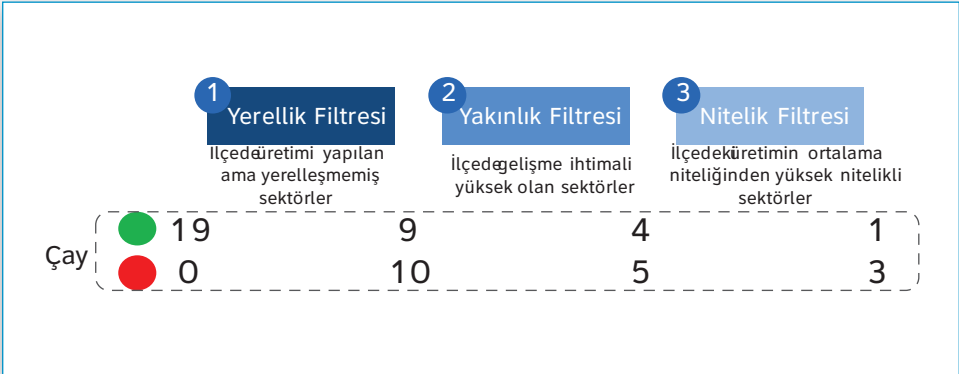 1
Yerellik Filtresi
İlçedeüretimi yapılan
ama yerelleşmemiş
sektörler
2
Yakınlık Filtresi
İlçedegelişme ihtimali
yüksek olan sektörler
3
Nitelik Filtresi
İlçedeküretimin ortalama
niteliğinden yüksek nitelikli
sektörler
Çay
19 9 4 1
0 10 5 3